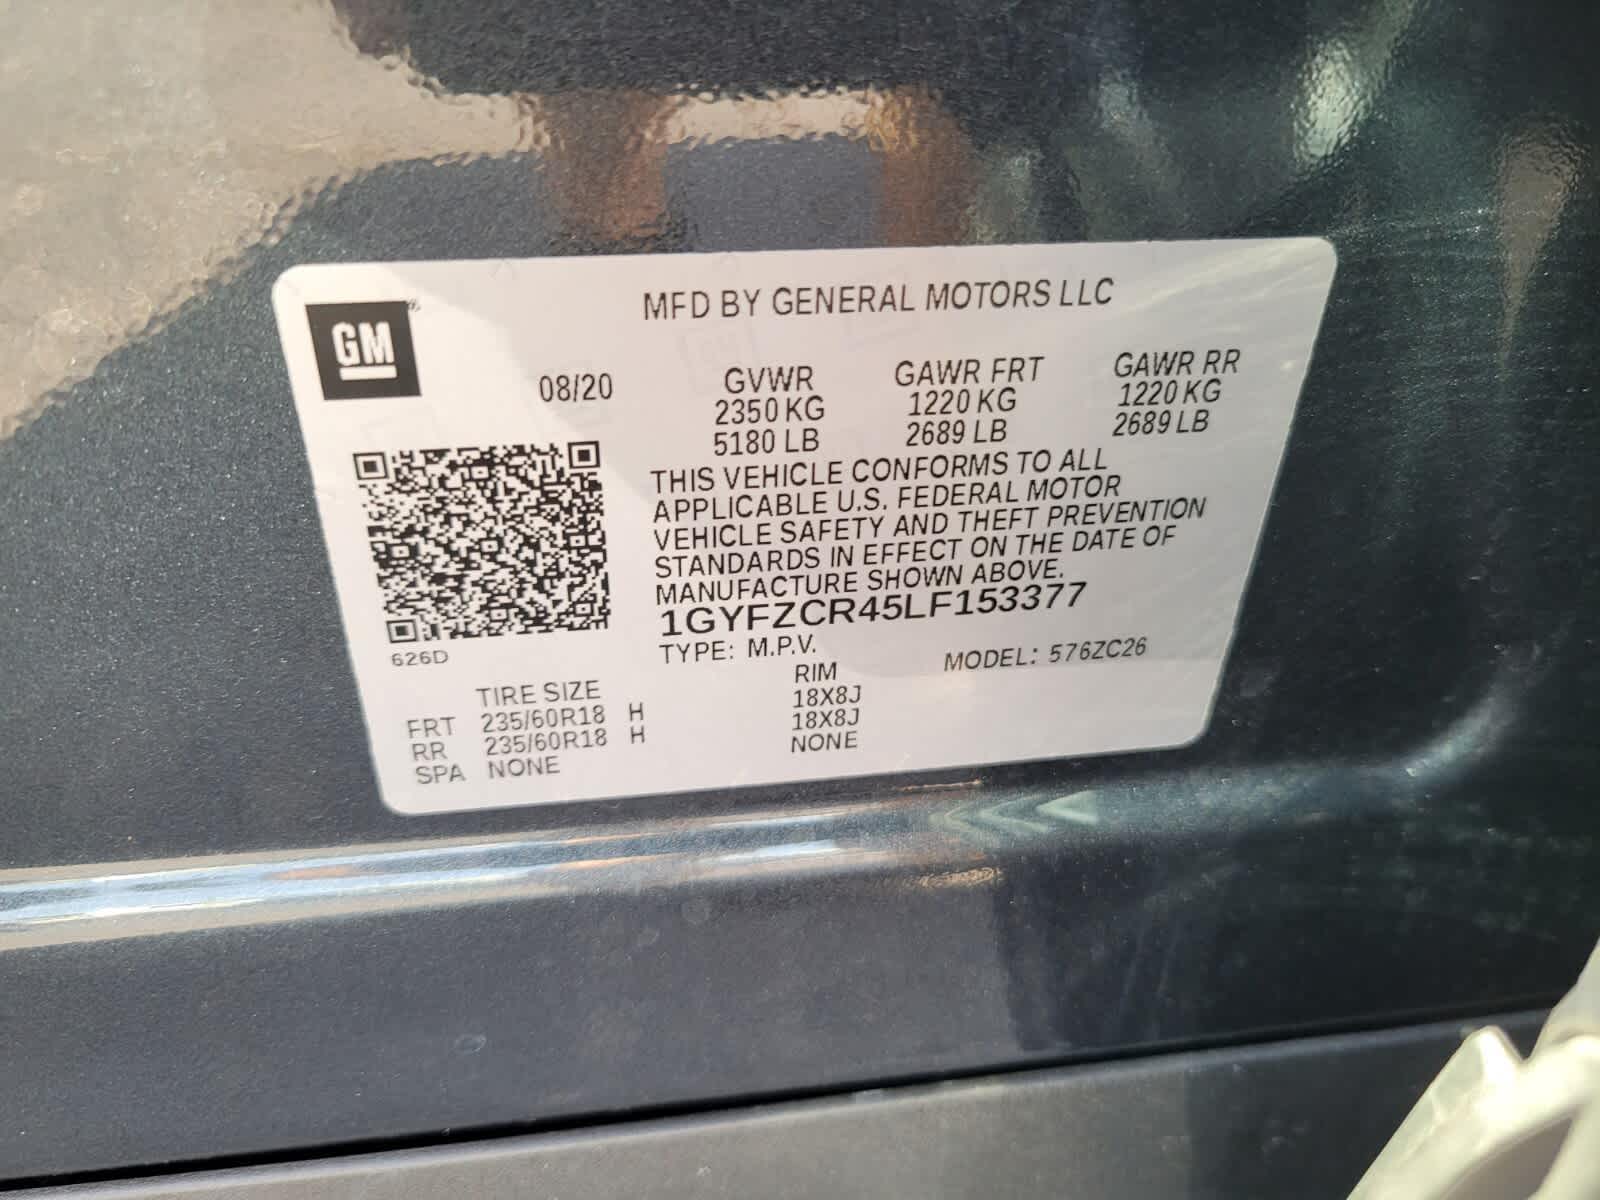 GM®
MFD BY GENERAL MOTORS LLC
08/20
GVWR GAWR FRT GAWR RR
2350 KG 1220 KG 1220 KG
5180 LB 2689 LB 2689 LB
THIS VEHICLE CONFORMS TO ALL
APPLICABLE U.S. FEDERAL MOTOR
VEHICLE SAFETY AND THEFT PREVENTION
STANDARDS IN EFFECT ON THE DATE OF
MANUFACTURE SHOWN ABOVE.
1GYFZCR45LF153377
626D
TYPE: M.P.V. MODEL: 576ZC26
TIRE SIZE RIM
FRT 235/60R18 H 18X8J
RR 235/60R18 H 18X8J
SPA NONE NONE